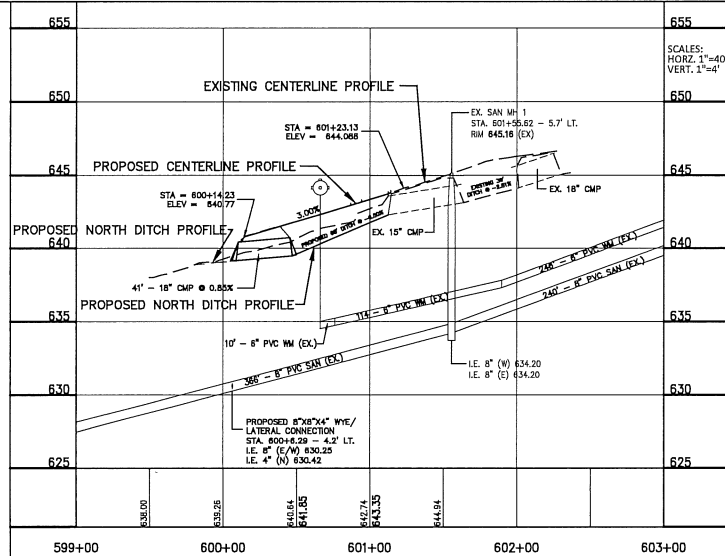 655
655
SCALES:
HORZ. 1"=40
VERT. 1"=4'
650
650
EXISTING CENTERLINE PROFILE
EX. SAN MH 1
STA. 601+55.62 - 5.7' LT.
RIM 645.16 (EX)
STA = 601+23.13
ELEV = 644.088
645
645
PROPOSED CENTERLINE PROFILE
EXISTING 39'
DITCH @ -2.81%
EX. 18" CMP
STA = 600+14.23
ELEV = 640.77
3.00%
PROPOSED NORTH DITCH PROFILE
EX. 15" CMP
640
640
41' - 18" CMP @ 0.85%
PROPOSED NORTH DITCH PROFILE
246' - 6" PVC WM (EX.)
240' - 8" PVC SAN (EX.)
114 - 6" PVC WM (EX.)
635
635
10' - 6" PVC WM (EX.)
I.E. 8" (W) 634.20
I.E. 8" (E) 634.20
366' - 8" PVC SAN (EX.)
630
630
PROPOSED 8"X8"X4" WYE/
LATERAL CONNECTION
STA. 600+6.29 - 4.2' LT.
I.E. 8" (E/W) 630.25
I.E. 4" (N) 630.42
625
625
638.00
639.26
640.64
641.85
642.74
643.35
644.94
599+00
600+00
601+00
602+00
603+00